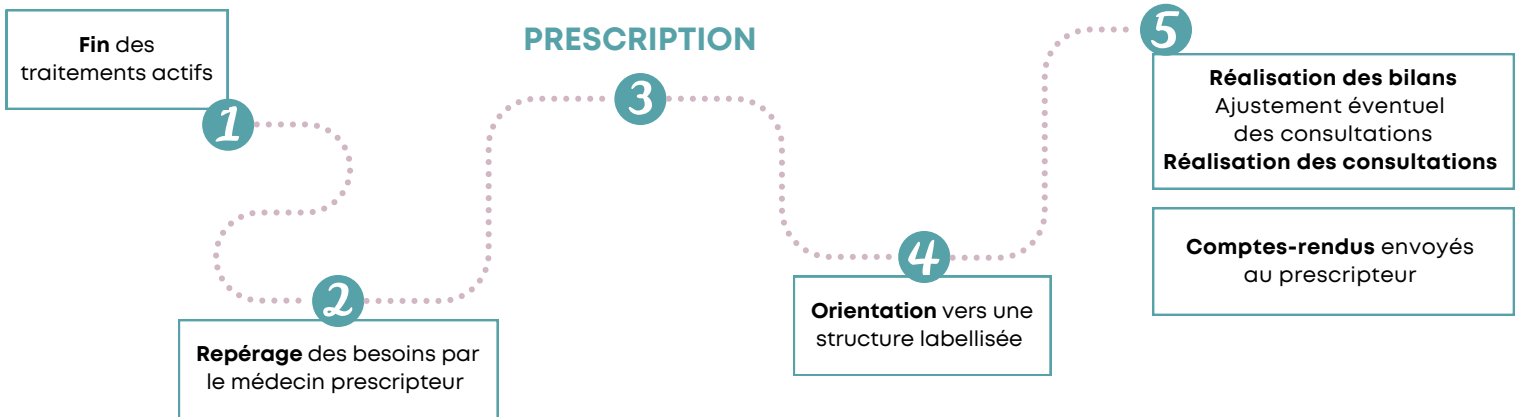 Fin des
traitements actifs
1
2
Repérage des besoins par
le médecin prescripteur
PRESCRIPTION
3
4
Orientation vers une
structure labellisée
5
Réalisation des bilans
Ajustement éventuel
des consultations
Réalisation des consultations
Comptes-rendus envoyés
au prescripteur